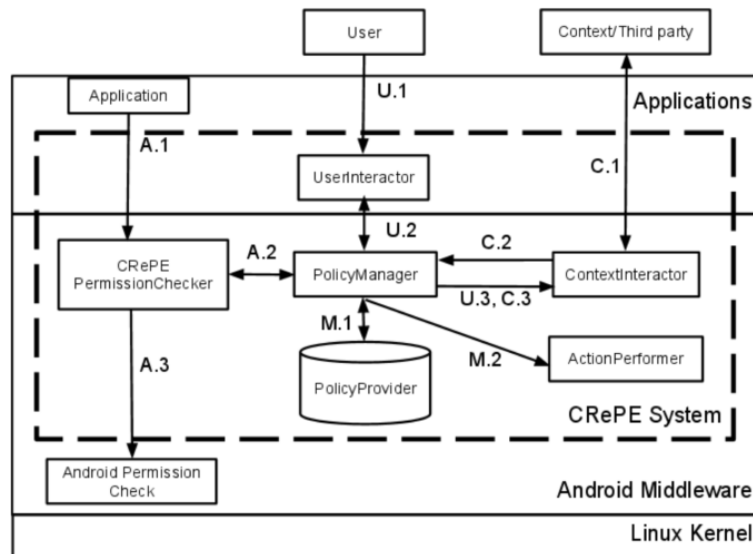 User
Context/Third party
Application
U.1
Applications
A.1
C.1
UserInteractor
U.2
CRePE
PermissionChecker
A.2
PolicyManager
C.2
ContextInteractor
U.3, C.3
M.1
A.3
M.2
ActionPerformer
PolicyProvider
CRePE System
Android Permission
Check
Android Middleware
Linux Kernel